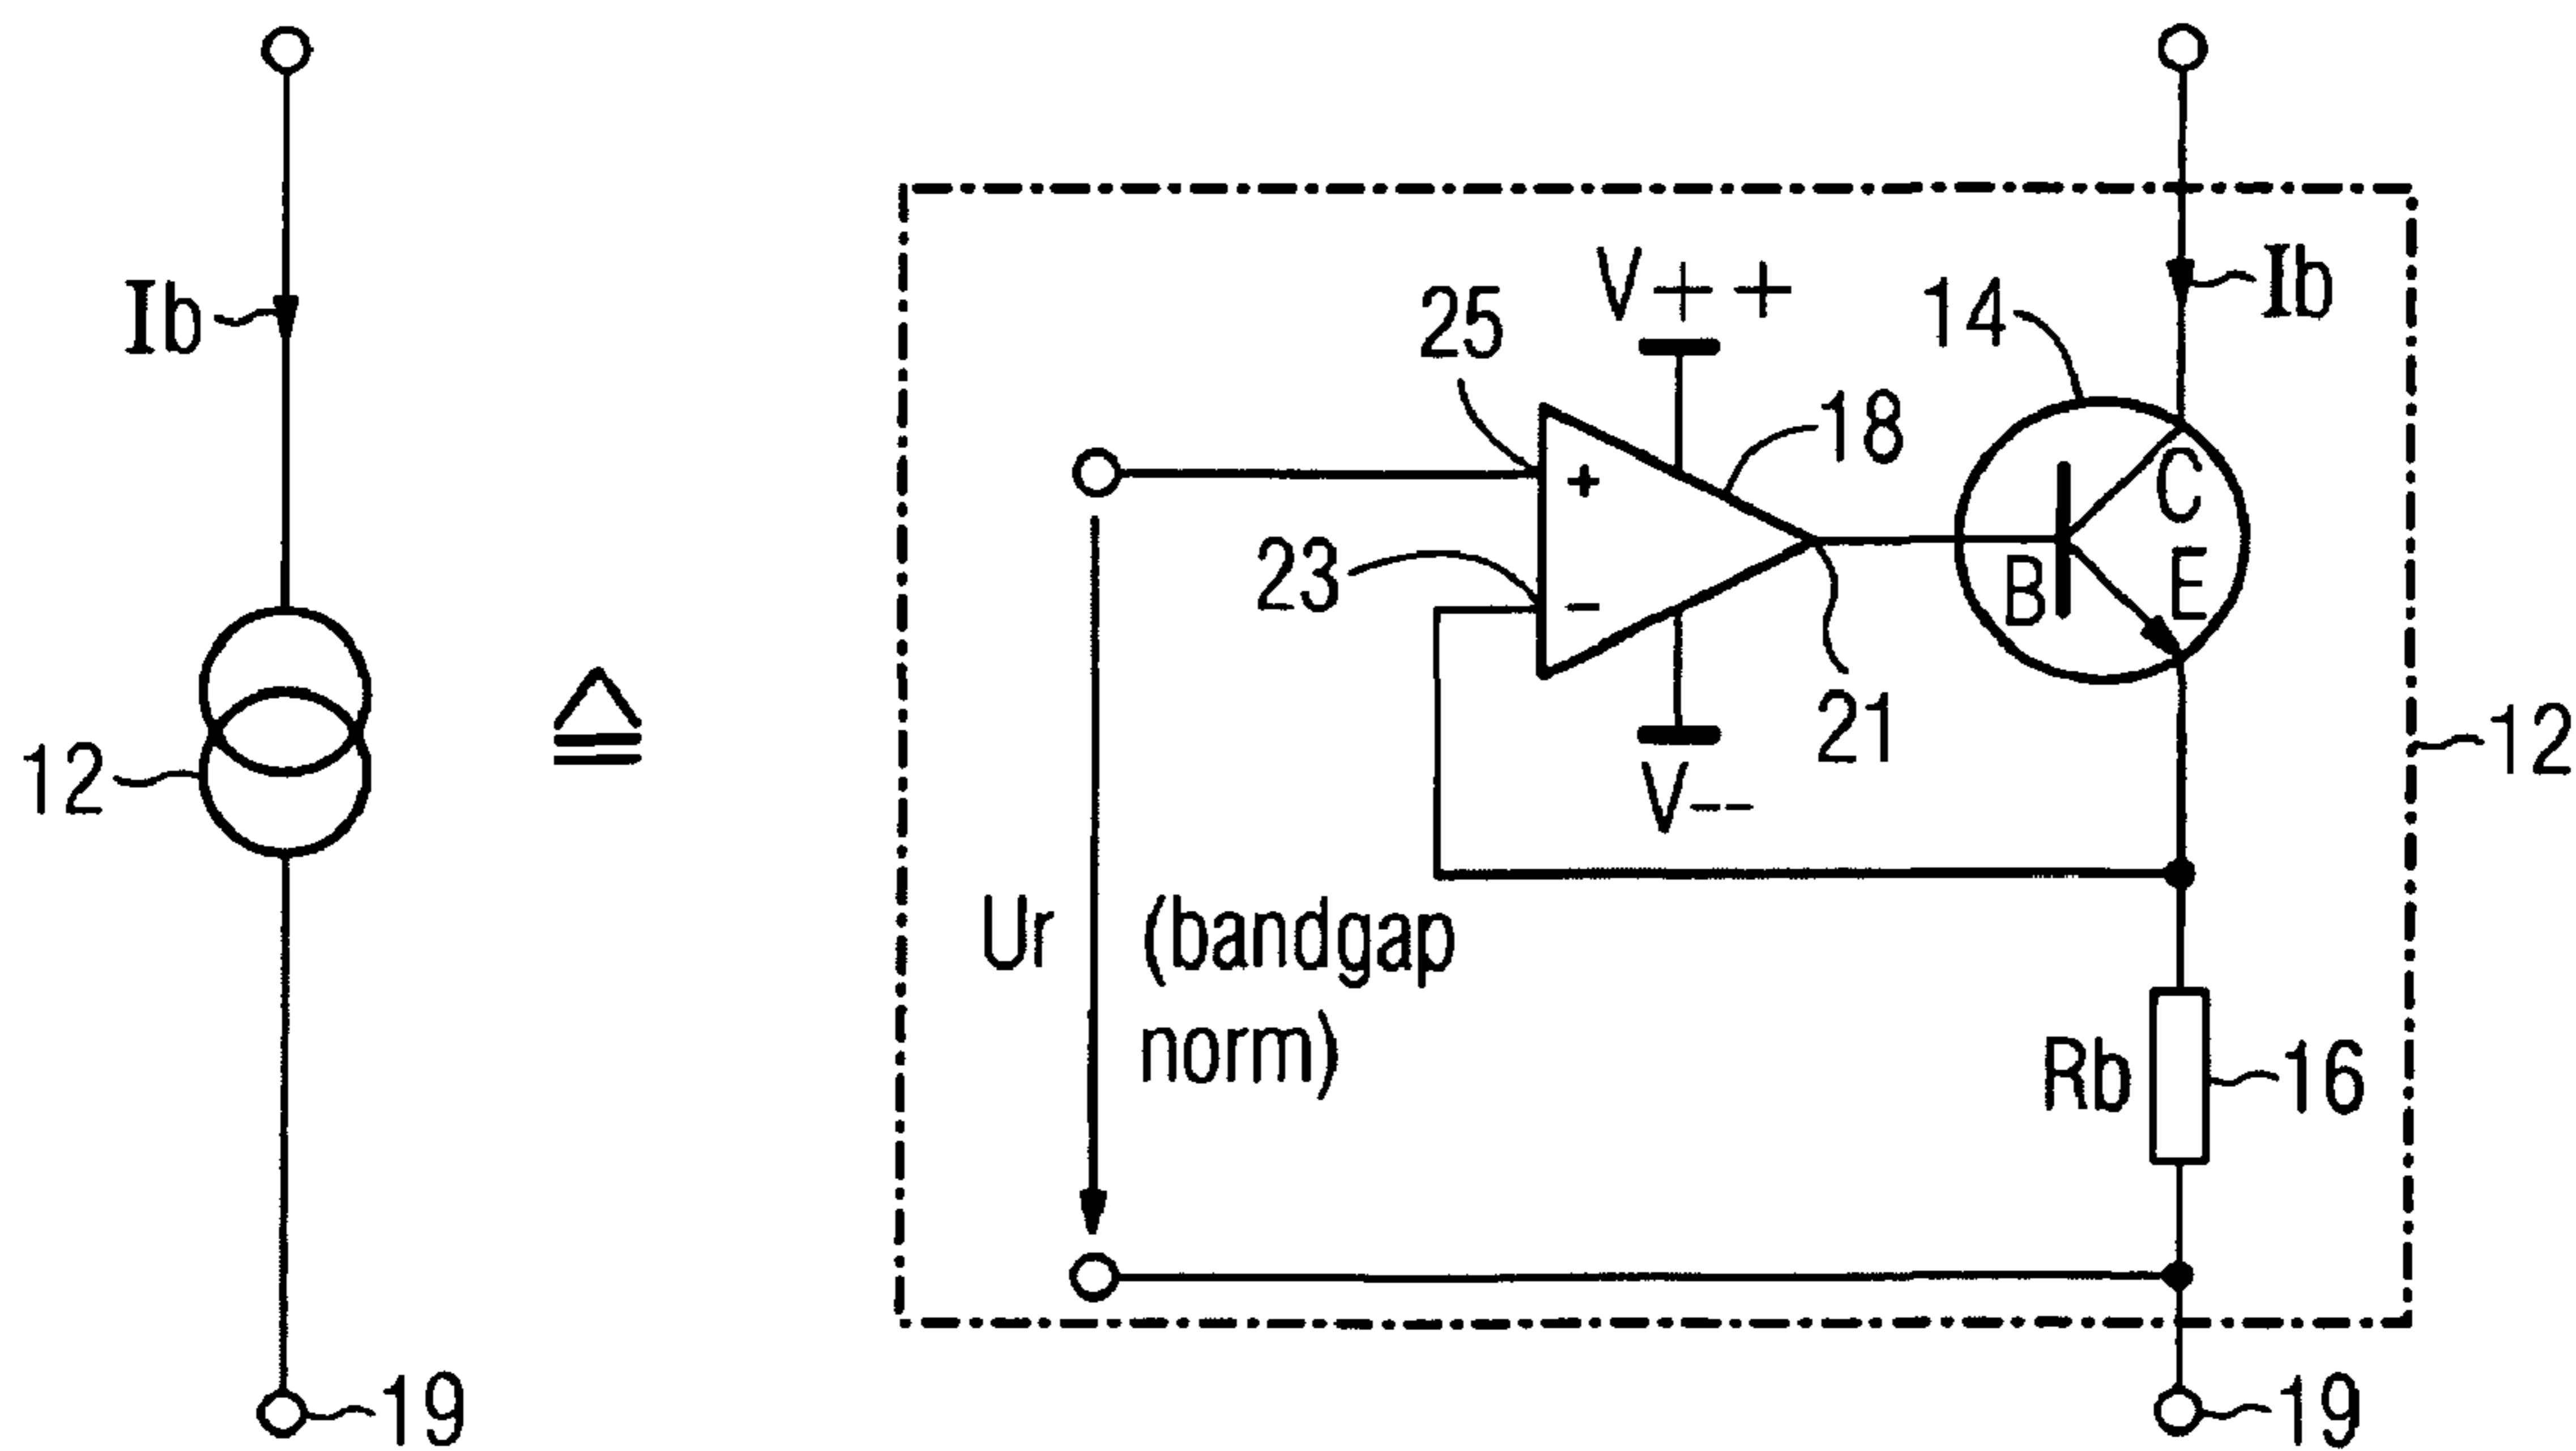 Ib
12
19
≙
25
V++
14
Ib
18
+
C
23
-
B
E
21
V--
12
Ur
(bandgap
norm)
Rb
16
19